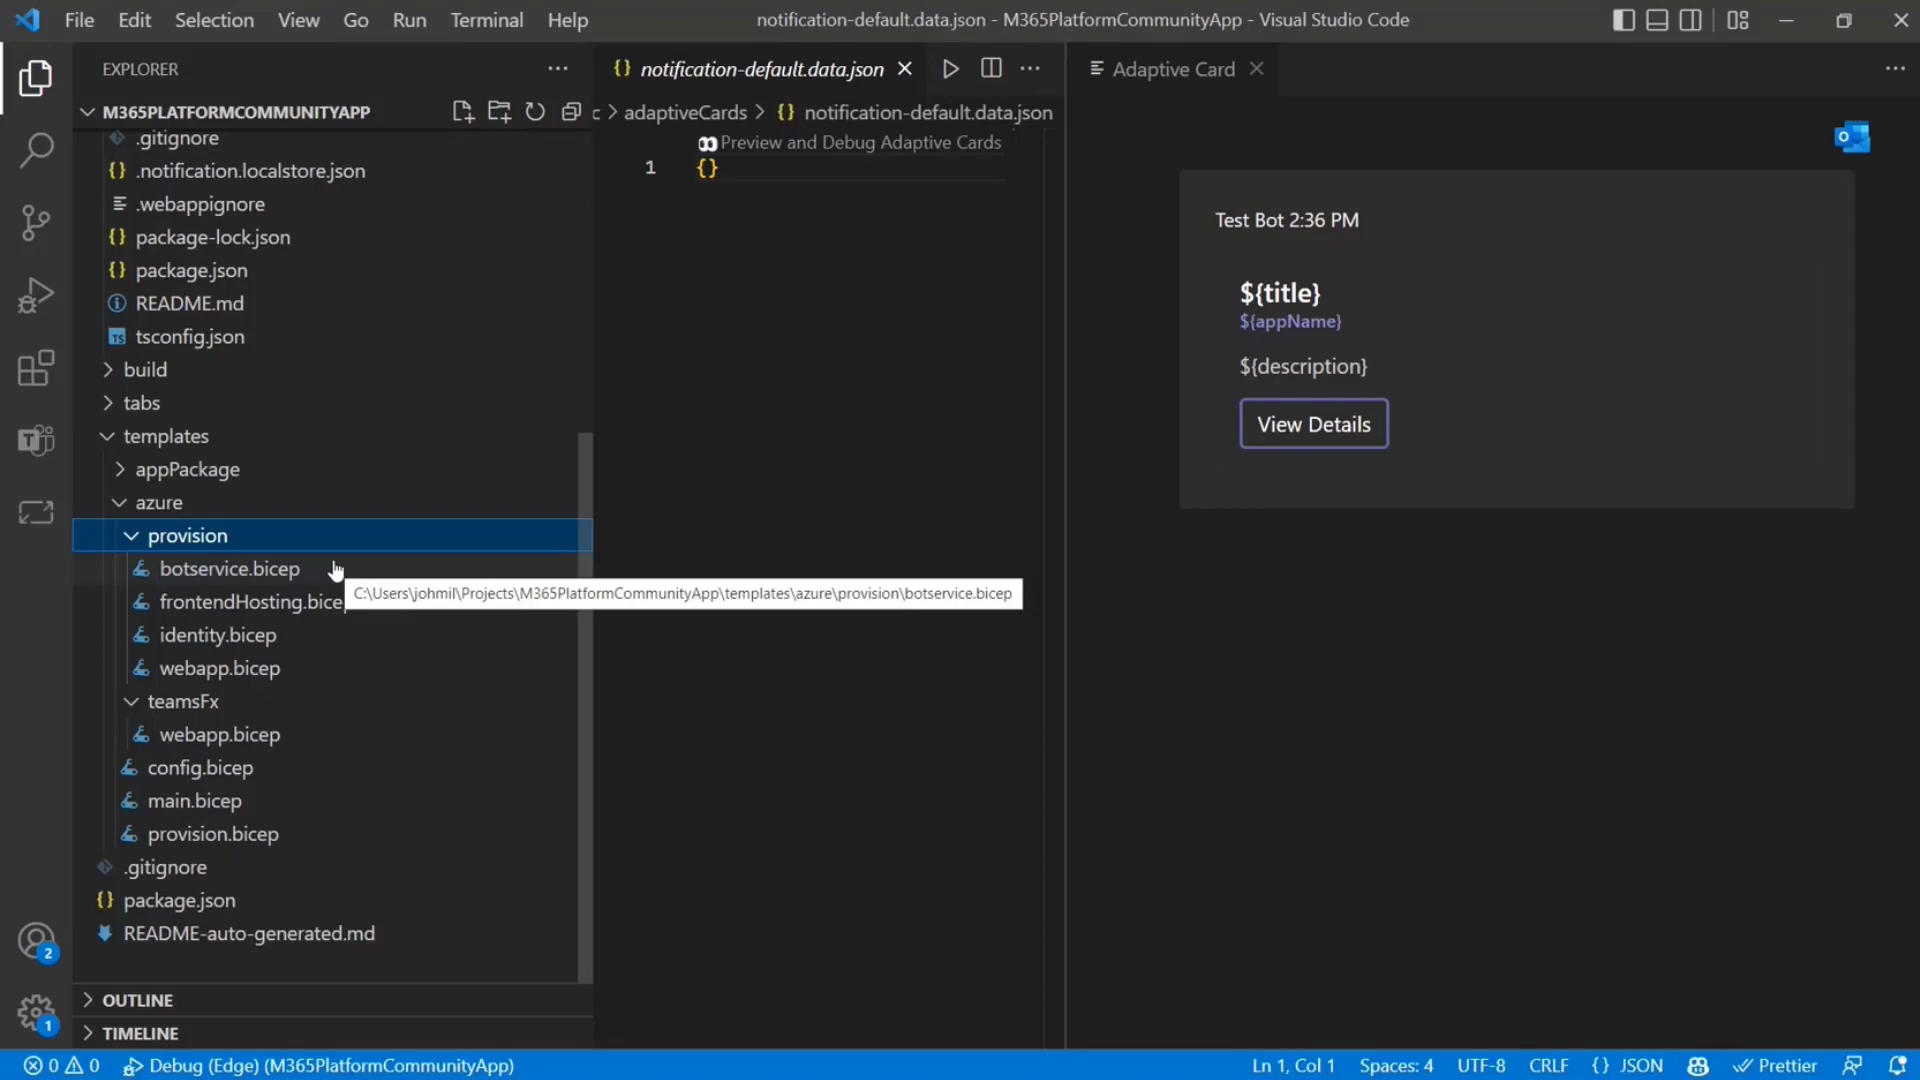 File Edit Selection View Go Run Terminal Help
notification-default.data.json - M365PlatformCommunityApp - Visual Studio Code
EXPLORER
M365PLATFORMCOMMUNITYAPP
.gitignore
.notification.localstore.json
.webappignore
package-lock.json
package.json
README.md
tsconfig.json
build
tabs
templates
appPackage
azure
provision
botservice.bicep
frontendHosting.bice
identity.bicep
webapp.bicep
teamsFx
webapp.bicep
config.bicep
main.bicep
provision.bicep
.gitignore
package.json
README-auto-generated.md
OUTLINE
TIMELINE
C:\Users\johmil\Projects\M365PlatformCommunityApp\templates\azure\provision\botservice.bicep
{} notification-default.data.json
c > adaptiveCards > {} notification-default.data.json
Preview and Debug Adaptive Cards
1 {}
Adaptive Card
Test Bot 2:36 PM
${title}
${appName}
${description}
View Details
2
1
0 0 Debug (Edge) (M365PlatformCommunityApp)
Ln 1, Col 1 Spaces: 4 UTF-8 CRLF {} JSON Prettier